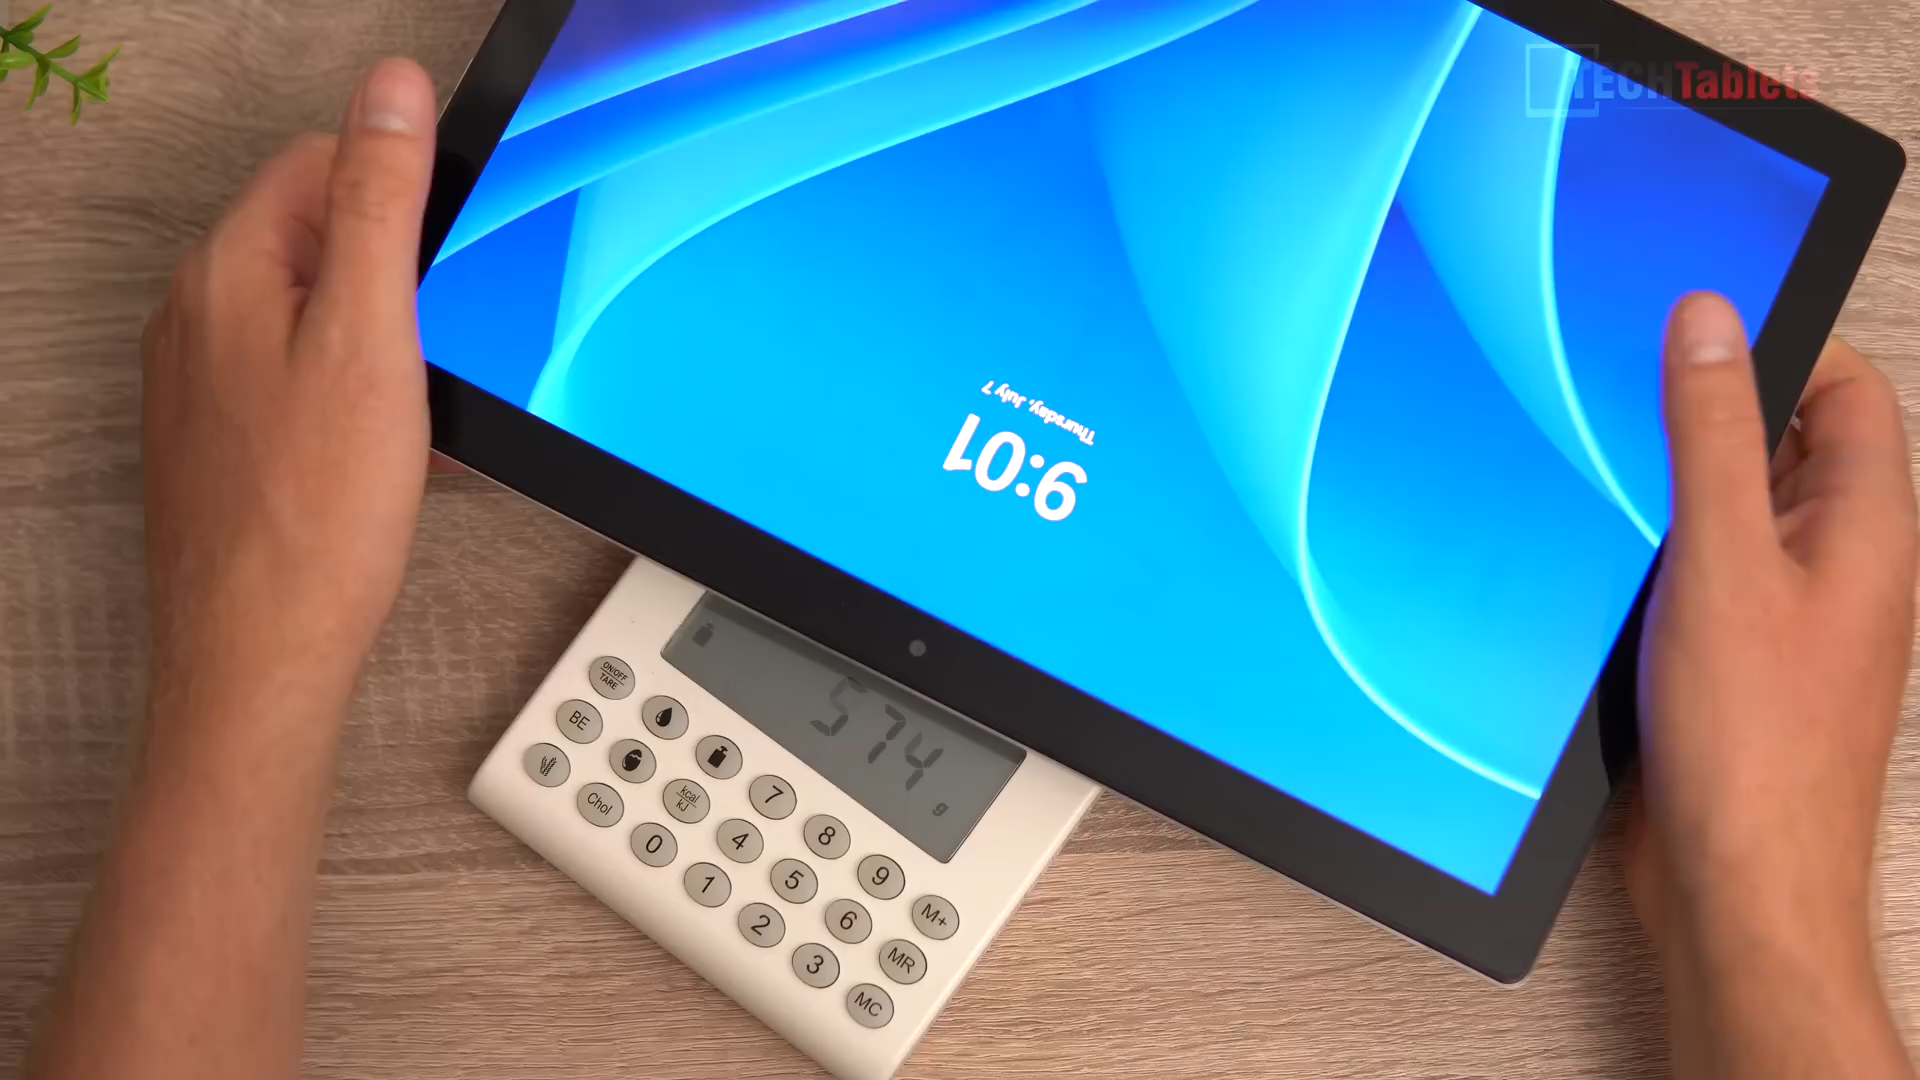 TECHTablets
Thursday, July 7
9:01
574 g
ON/OFF
TARE
BE
Chol
kcal
kJ
7
8
9
M+
0
4
5
6
MR
1
2
3
MC